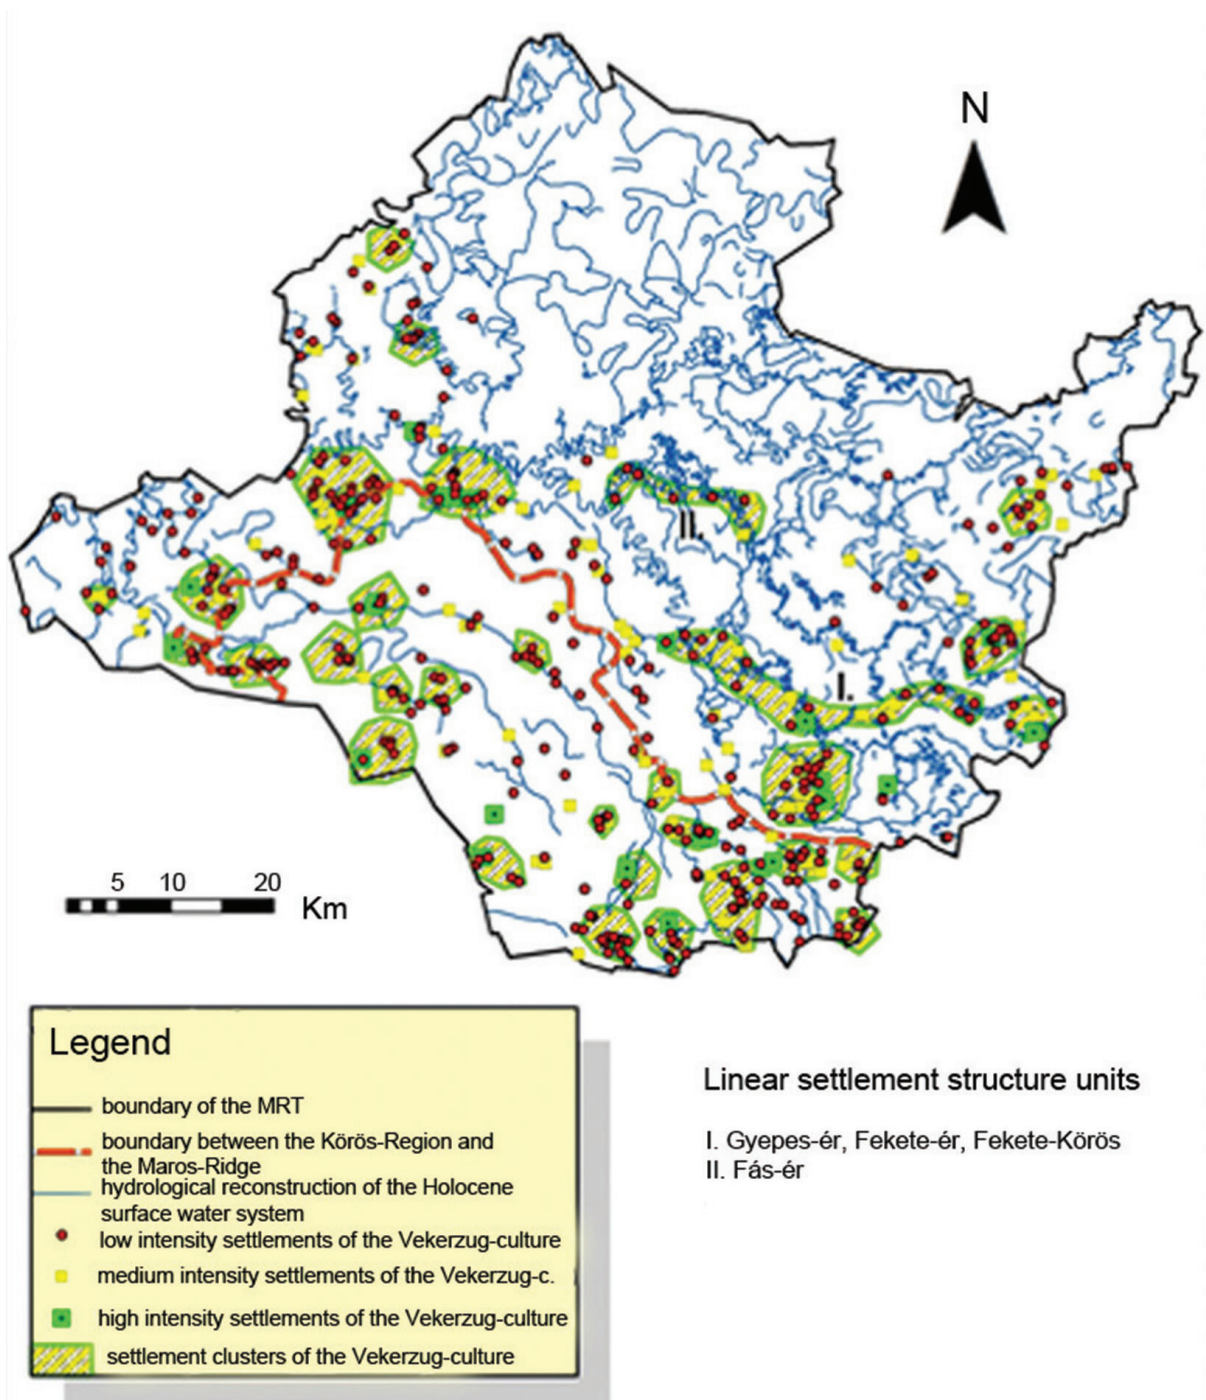 N
II.
I.
5 10 20
Km
Legend
boundary of the MRT
boundary between the Körös-Region and
the Maros-Ridge
hydrological reconstruction of the Holocene
surface water system
low intensity settlements of the Vekerzug-culture
medium intensity settlements of the Vekerzug-c.
high intensity settlements of the Vekerzug-culture
settlement clusters of the Vekerzug-culture
Linear settlement structure units
I. Gyepes-ér, Fekete-ér, Fekete-Körös
II. Fás-ér